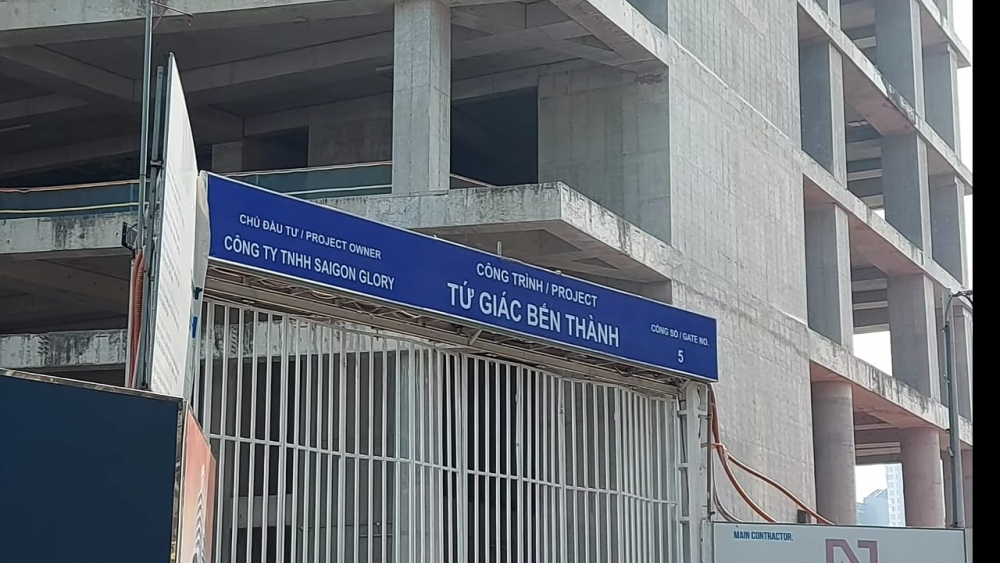 CHỦ ĐẦU TƯ / PROJECT OWNER
CÔNG TY TNHH SAIGON GLORY
CÔNG TRÌNH / PROJECT
TỨ GIÁC BẾN THÀNH
CỔNG SỐ / GATE NO.
5
MAIN CONTRACTOR: